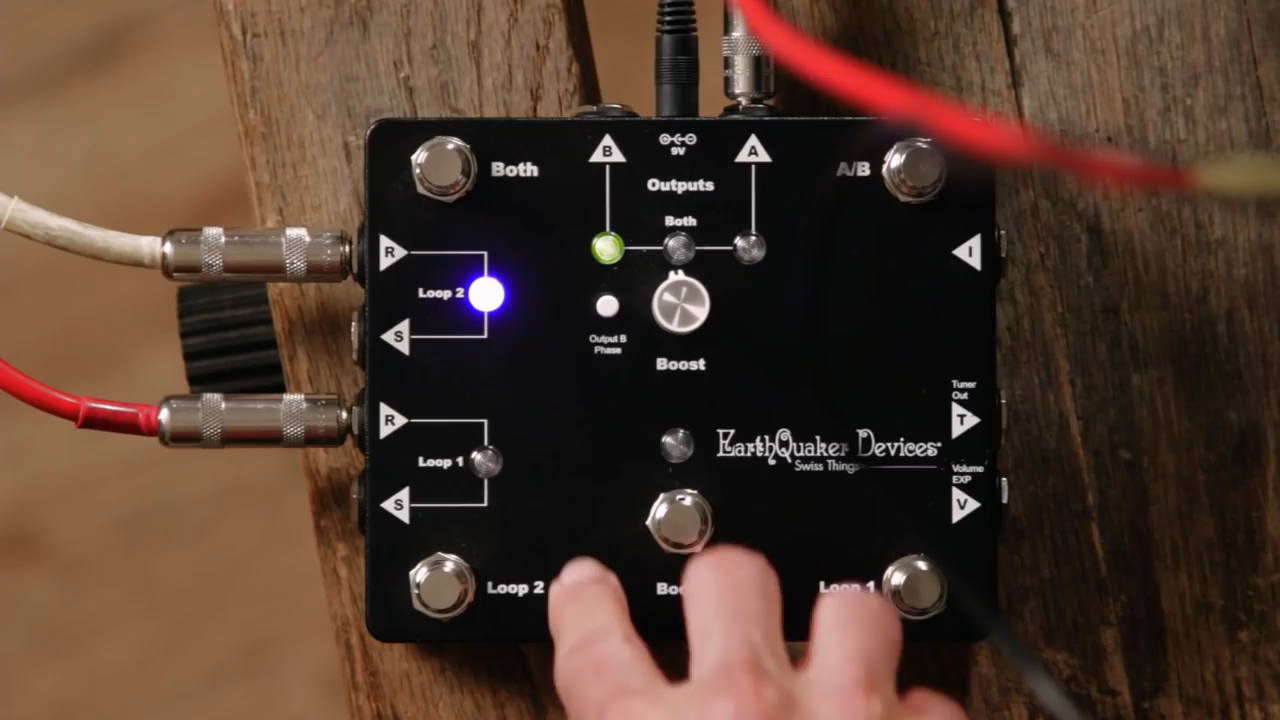 B
9V
A
Both
A/B
Outputs
Both
R
I
Loop 2
S
Output B
Phase
Boost
Tuner
Out
R
T
EarthQuaker Devices
Loop 1
Swiss Things
Volume
EXP
S
V
Loop 2
Loop 1